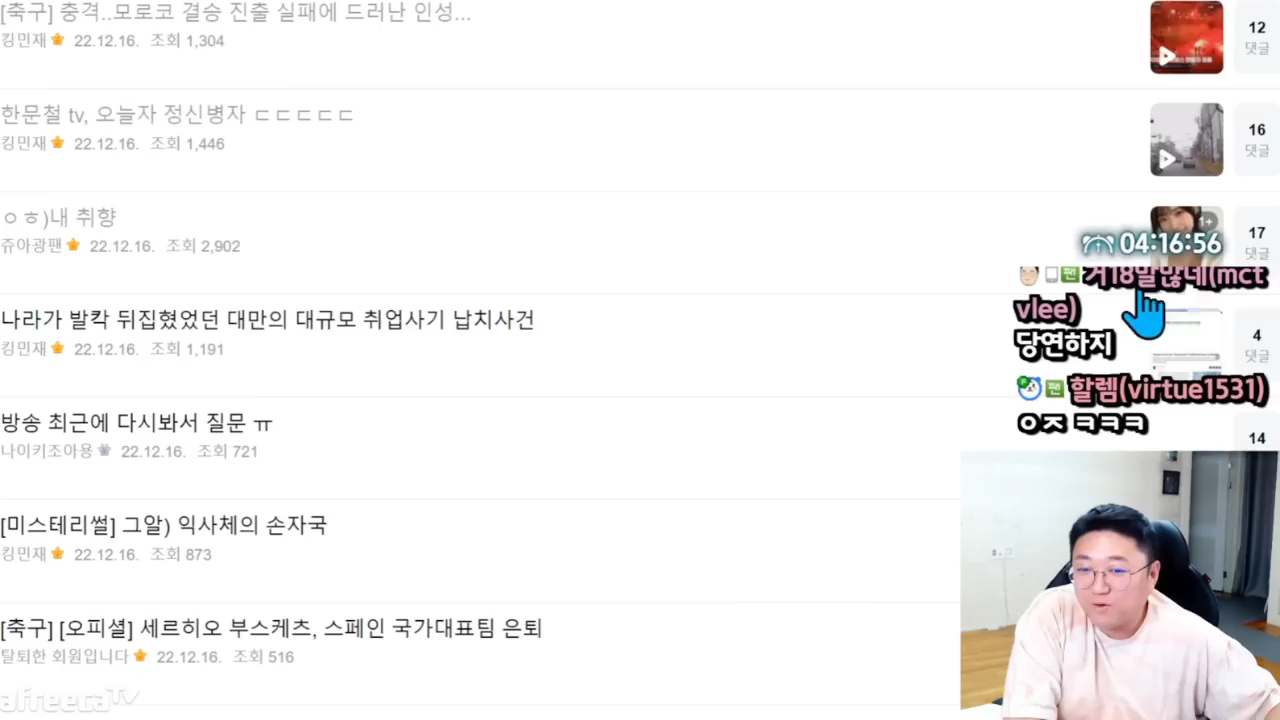 [축구] 충격..모로코 결승 진출 실패에 드러난 인성...
킹민재 22.12.16. 조회 1,304
12
댓글
한문철 tv, 오늘자 정신병자 ㄷㄷㄷㄷㄷ
킹민재 22.12.16. 조회 1,446
16
댓글
ㅇㅎ)내 취향
쥬아광팬 22.12.16. 조회 2,902
1+
17
댓글
04:16:56
팬 거18말많네(mct
vlee)
당연하지
나라가 발칵 뒤집혔었던 대만의 대규모 취업사기 납치사건
킹민재 22.12.16. 조회 1,191
4
댓글
팬 할렘(virtue1531)
ㅇㅈ ㅋㅋㅋ
방송 최근에 다시봐서 질문 ㅠ
나이키조아용 22.12.16. 조회 721
14
[미스테리썰] 그알) 익사체의 손자국
킹민재 22.12.16. 조회 873
[축구] [오피셜] 세르히오 부스케츠, 스페인 국가대표팀 은퇴
탈퇴한 회원입니다 22.12.16. 조회 516
afreecaTV